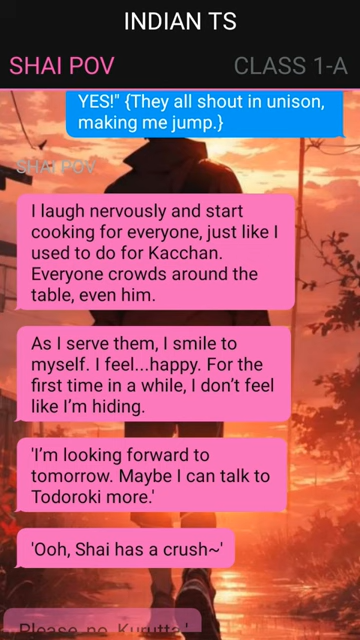 INDIAN TS
SHAI POV CLASS 1-A
YES!" {They all shout in unison,
making me jump.}
SHAI POV
I laugh nervously and start
cooking for everyone, just like I
used to do for Kacchan.
Everyone crowds around the
table, even him.
As I serve them, I smile to
myself. I feel...happy. For the
first time in a while, I don't feel
like I'm hiding.
'I'm looking forward to
tomorrow. Maybe I can talk to
Todoroki more.'
'Ooh, Shai has a crush~'
Please, no, Kurutta.'